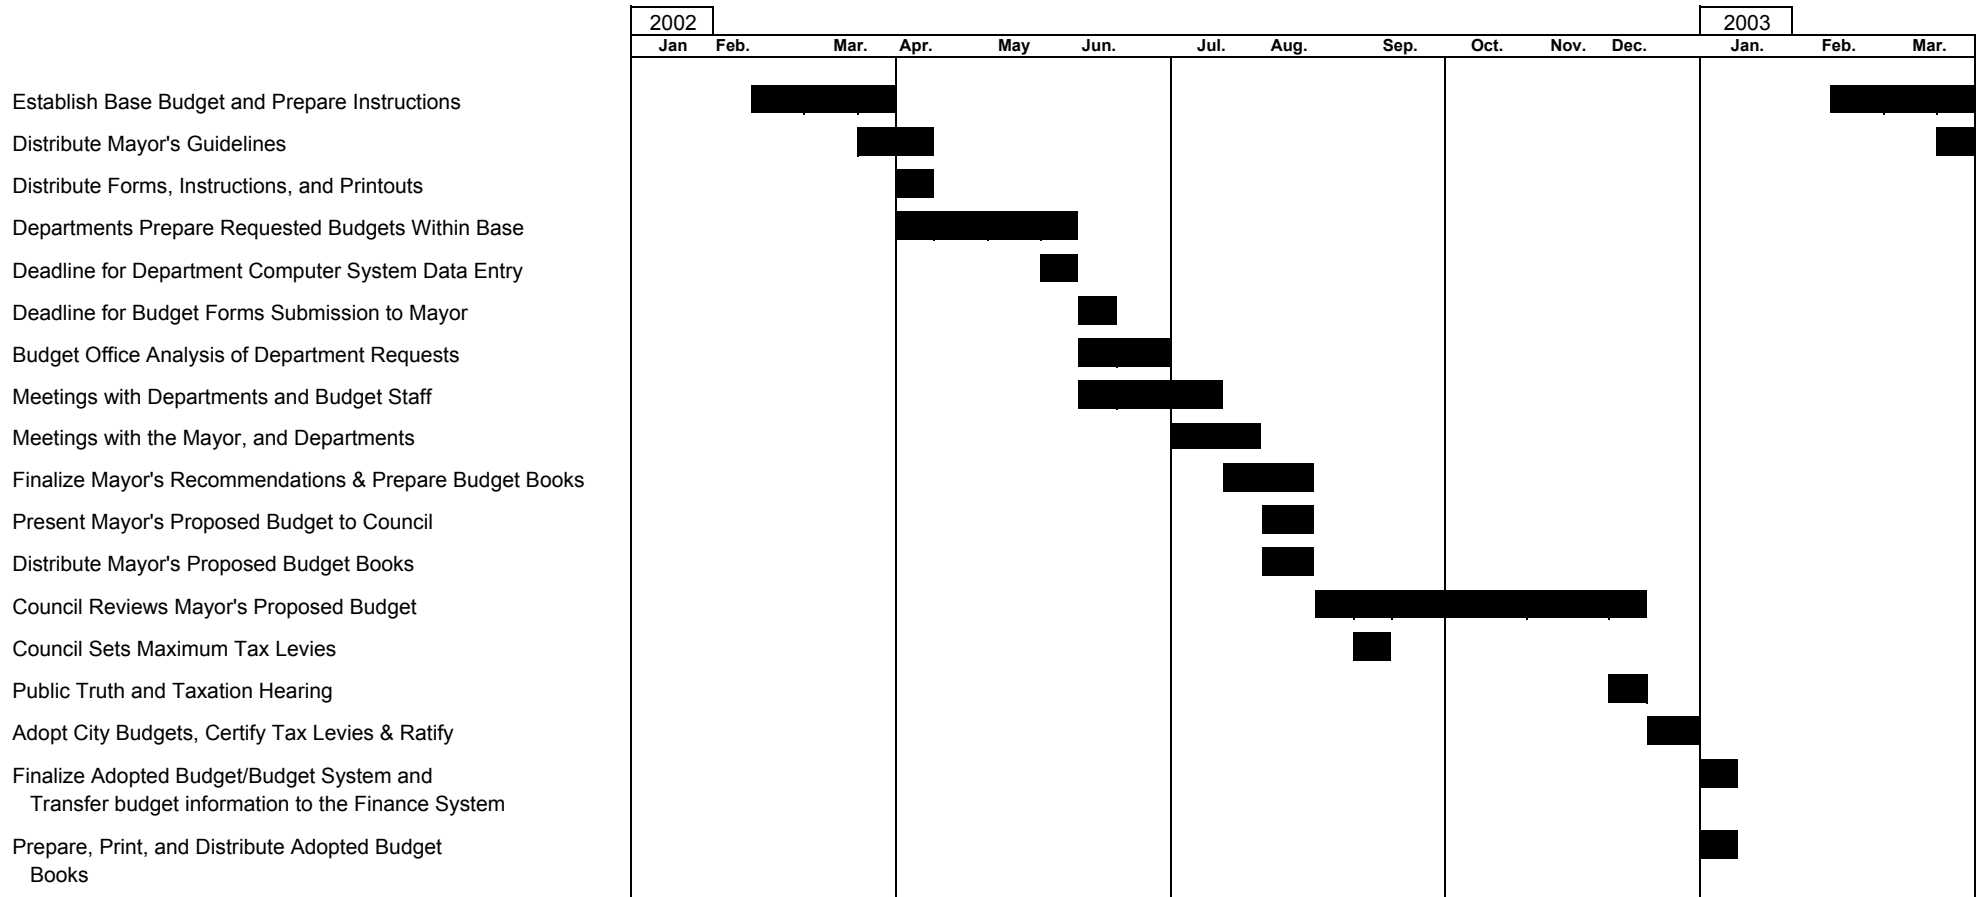 2002 2003
Jan Feb. Mar. Apr. May Jun. Jul. Aug. Sep. Oct. Nov. Dec. Jan. Feb. Mar.
Establish Base Budget and Prepare Instructions
Distribute Mayor's Guidelines
Distribute Forms, Instructions, and Printouts
Departments Prepare Requested Budgets Within Base
Deadline for Department Computer System Data Entry
Deadline for Budget Forms Submission to Mayor
Budget Office Analysis of Department Requests
Meetings with Departments and Budget Staff
Meetings with the Mayor, and Departments
Finalize Mayor's Recommendations & Prepare Budget Books
Present Mayor's Proposed Budget to Council
Distribute Mayor's Proposed Budget Books
Council Reviews Mayor's Proposed Budget
Council Sets Maximum Tax Levies
Public Truth and Taxation Hearing
Adopt City Budgets, Certify Tax Levies & Ratify
Finalize Adopted Budget/Budget System and
Transfer budget information to the Finance System
Prepare, Print, and Distribute Adopted Budget
Books